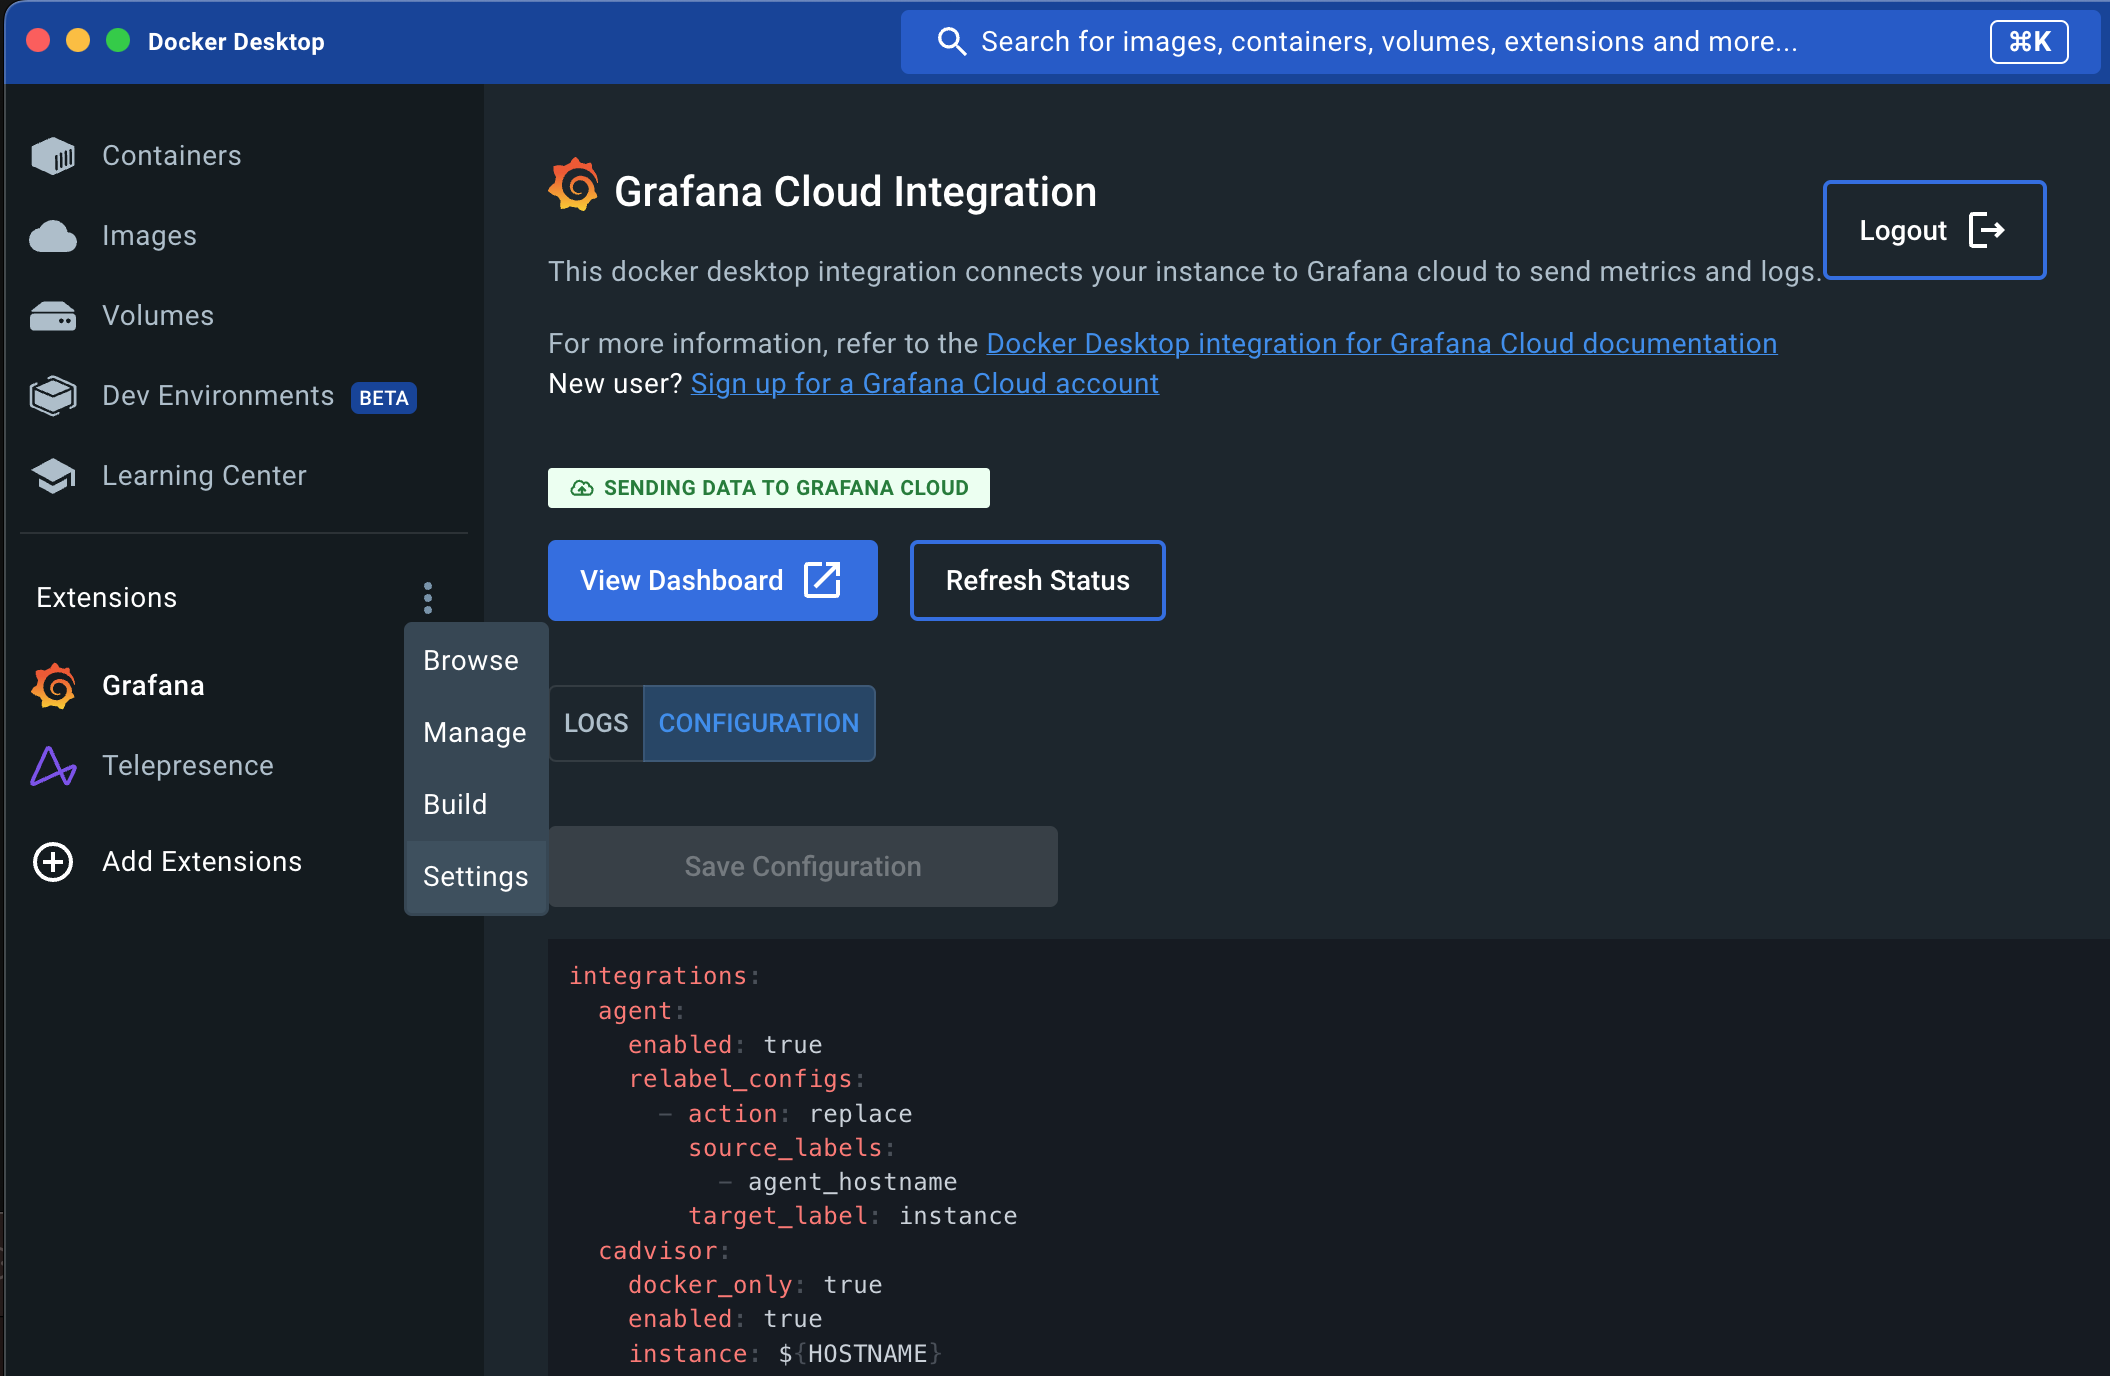 Docker Desktop
Search for images, containers, volumes, extensions and more...
⌘K
Containers
Images
Volumes
Dev Environments BETA
Learning Center
Extensions
Grafana
Telepresence
Add Extensions
Browse
Manage
Build
Settings
Grafana Cloud Integration
Logout
This docker desktop integration connects your instance to Grafana cloud to send metrics and logs.
For more information, refer to the Docker Desktop integration for Grafana Cloud documentation
New user? Sign up for a Grafana Cloud account
SENDING DATA TO GRAFANA CLOUD
View Dashboard
Refresh Status
LOGS
CONFIGURATION
Save Configuration
integrations:
  agent:
    enabled: true
    relabel_configs:
      - action: replace
        source_labels:
          - agent_hostname
        target_label: instance
  cadvisor:
    docker_only: true
    enabled: true
    instance: ${HOSTNAME}